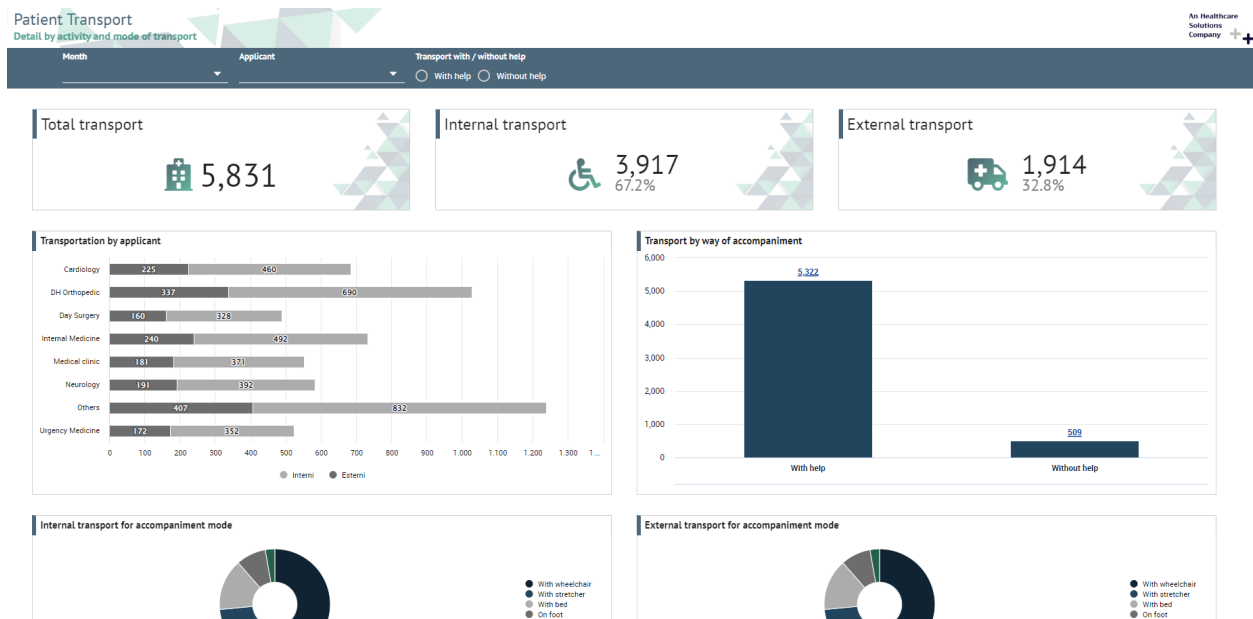 Patient Transport
Detail by activity and mode of transport
An Healthcare
Solutions
Company
Month
Applicant
Transport with / without help
With help
Without help
Total transport
5,831
Internal transport
3,917
67.2%
External transport
1,914
32.8%
Transportation by applicant
Cardiology 225 460
DH Orthopedic 337 690
Day Surgery 160 328
Internal Medicine 240 492
Medical clinic 181 371
Neurology 191 392
Others 407 832
Urgency Medicine 172 352
0 100 200 300 400 500 600 700 800 900 1.000 1.100 1.200 1.300 1...
Interni Esterni
Transport by way of accompaniment
6,000
5,000
4,000
3,000
2,000
1,000
0
5,322
509
With help
Without help
Internal transport for accompaniment mode
With wheelchair
With stretcher
With bed
On foot
External transport for accompaniment mode
With wheelchair
With stretcher
With bed
On foot